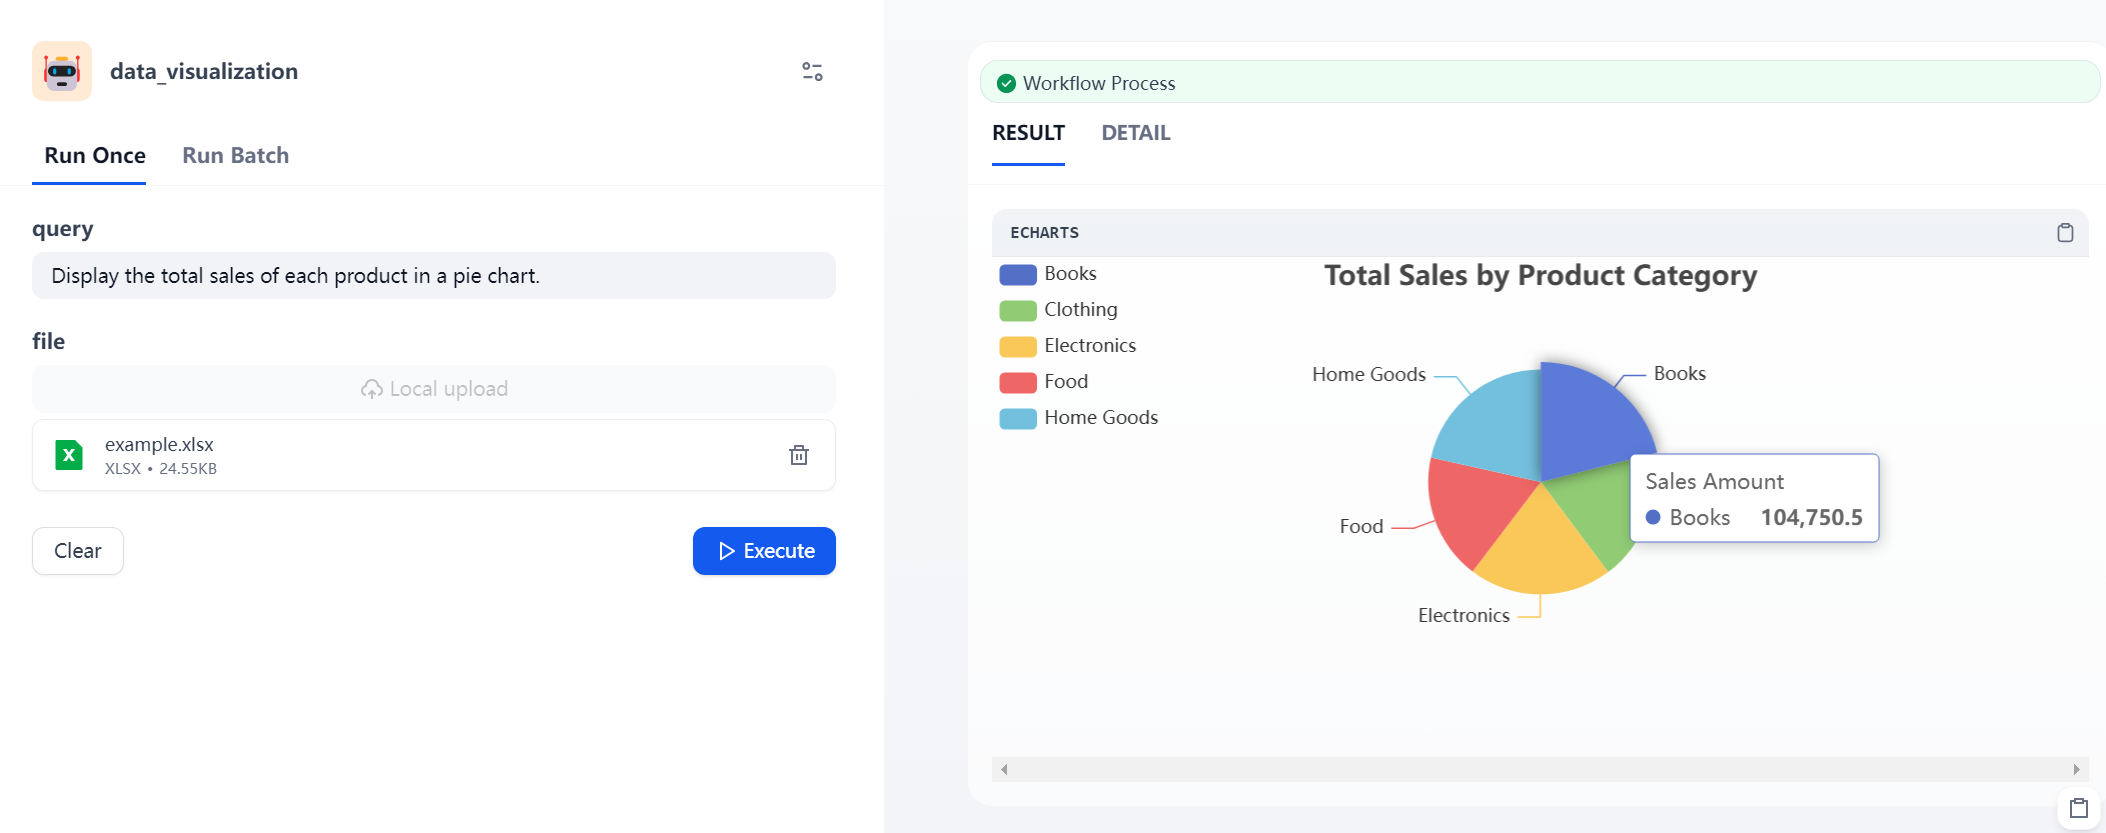 data_visualization
Run Once
Run Batch
query
Display the total sales of each product in a pie chart.
file
Local upload
X
example.xlsx
XLSX • 24.55KB
Clear
Execute
Workflow Process
RESULT
DETAIL
ECHARTS
Total Sales by Product Category
Books
Clothing
Electronics
Food
Home Goods
Home Goods
Books
Sales Amount
Books 104,750.5
Food
Electronics